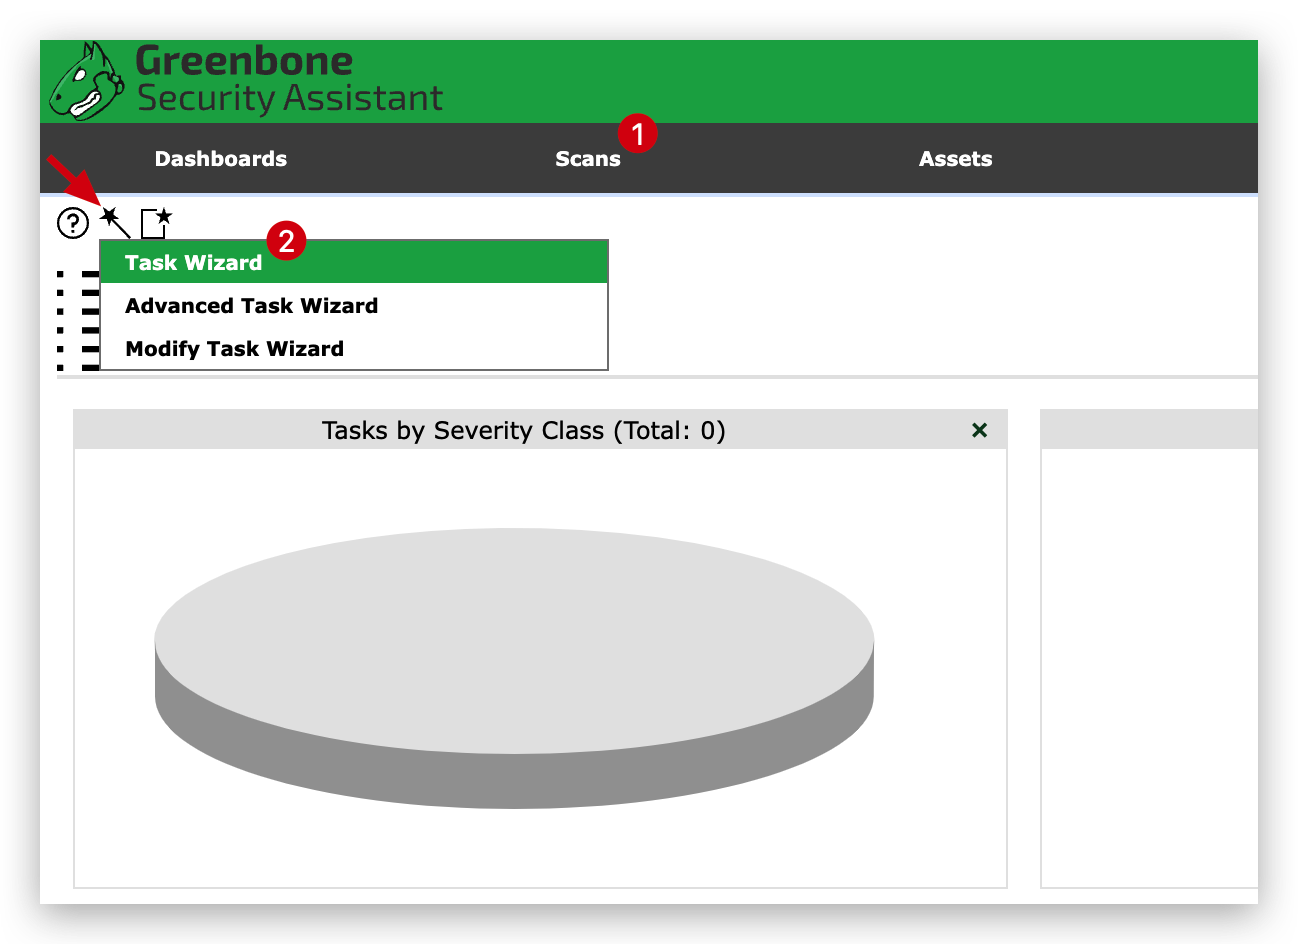 Greenbone
Security Assistant
1
Dashboards Scans Assets
?
2
Task Wizard
Advanced Task Wizard
Modify Task Wizard
Tasks by Severity Class (Total: 0) ×